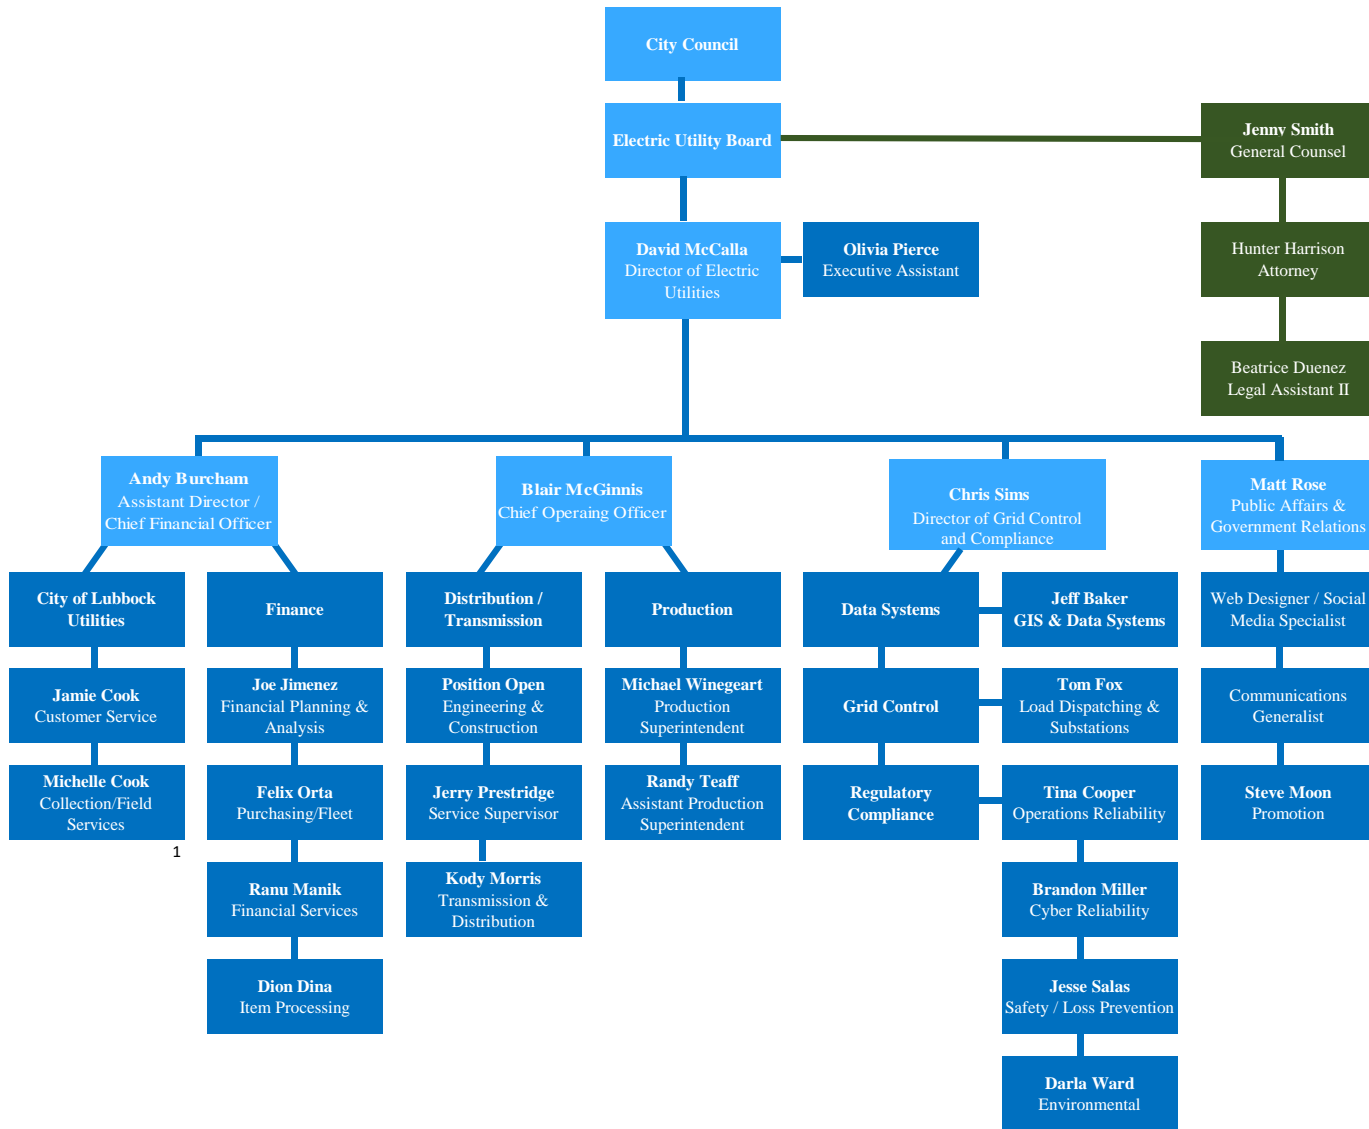 City Council
Electric Utility Board
Jenny Smith
General Counsel
David McCalla
Director of Electric
Utilities
Olivia Pierce
Executive Assistant
Hunter Harrison
Attorney
Beatrice Duenez
Legal Assistant II
Andy Burcham
Assistant Director /
Chief Financial Officer
Blair McGinnis
Chief Operaing Officer
Chris Sims
Director of Grid Control
and Compliance
Matt Rose
Public Affairs &
Government Relations
City of Lubbock
Utilities
Jamie Cook
Customer Service
Michelle Cook
Collection/Field
Services
1
Finance
Joe Jimenez
Financial Planning &
Analysis
Felix Orta
Purchasing/Fleet
Ranu Manik
Financial Services
Dion Dina
Item Processing
Distribution /
Transmission
Position Open
Engineering &
Construction
Jerry Prestridge
Service Supervisor
Kody Morris
Transmission &
Distribution
Production
Michael Winegeart
Production
Superintendent
Randy Teaff
Assistant Production
Superintendent
Data Systems
Jeff Baker
GIS & Data Systems
Grid Control
Tom Fox
Load Dispatching &
Substations
Regulatory
Compliance
Tina Cooper
Operations Reliability
Brandon Miller
Cyber Reliability
Jesse Salas
Safety / Loss Prevention
Darla Ward
Environmental
Web Designer / Social
Media Specialist
Communications
Generalist
Steve Moon
Promotion